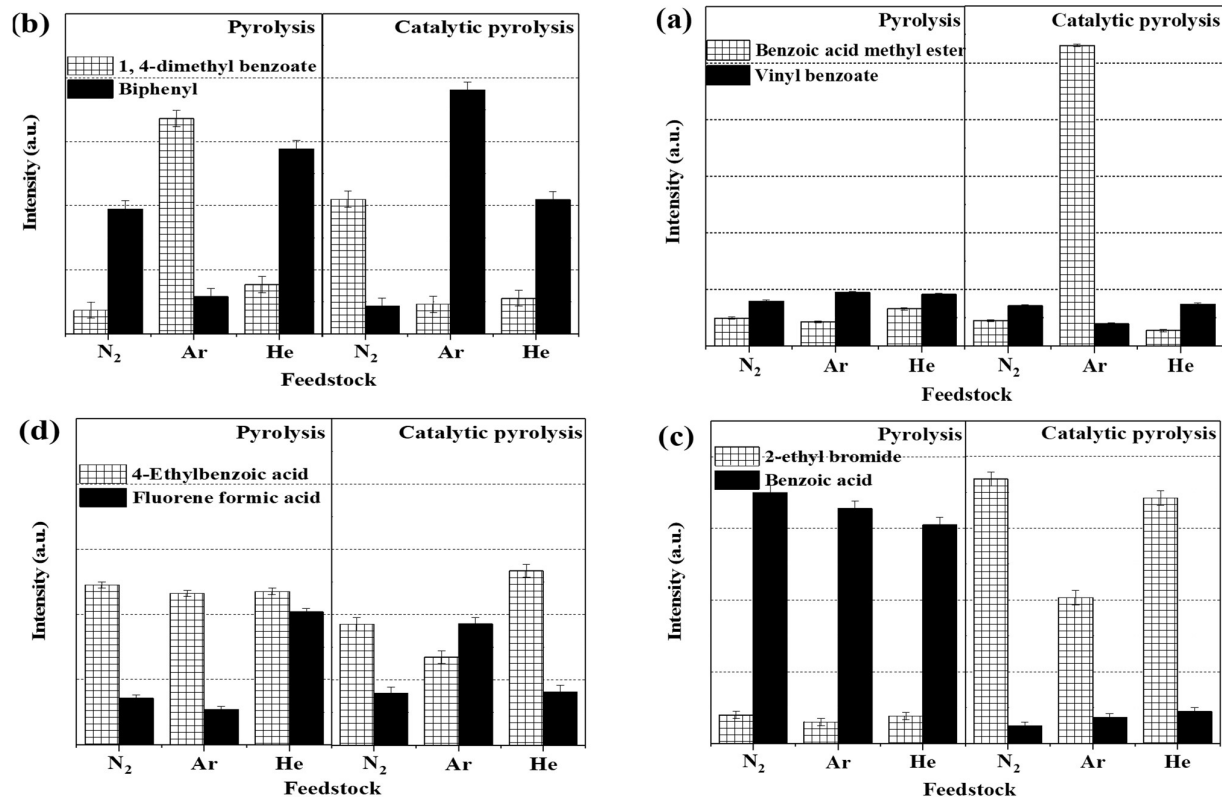 (b)
Pyrolysis
Catalytic pyrolysis
1, 4-dimethyl benzoate
Biphenyl
Intensity (a.u.)
N₂
Ar
He
N₂
Ar
He
Feedstock
(a)
Pyrolysis
Catalytic pyrolysis
Benzoic acid methyl ester
Vinyl benzoate
Intensity (a.u.)
N₂
Ar
He
N₂
Ar
He
Feedstock
(d)
Pyrolysis
Catalytic pyrolysis
4-Ethylbenzoic acid
Fluorene formic acid
Intensity (a.u.)
N₂
Ar
He
N₂
Ar
He
Feedstock
(c)
Pyrolysis
Catalytic pyrolysis
2-ethyl bromide
Benzoic acid
Intensity (a.u.)
N₂
Ar
He
N₂
Ar
He
Feedstock